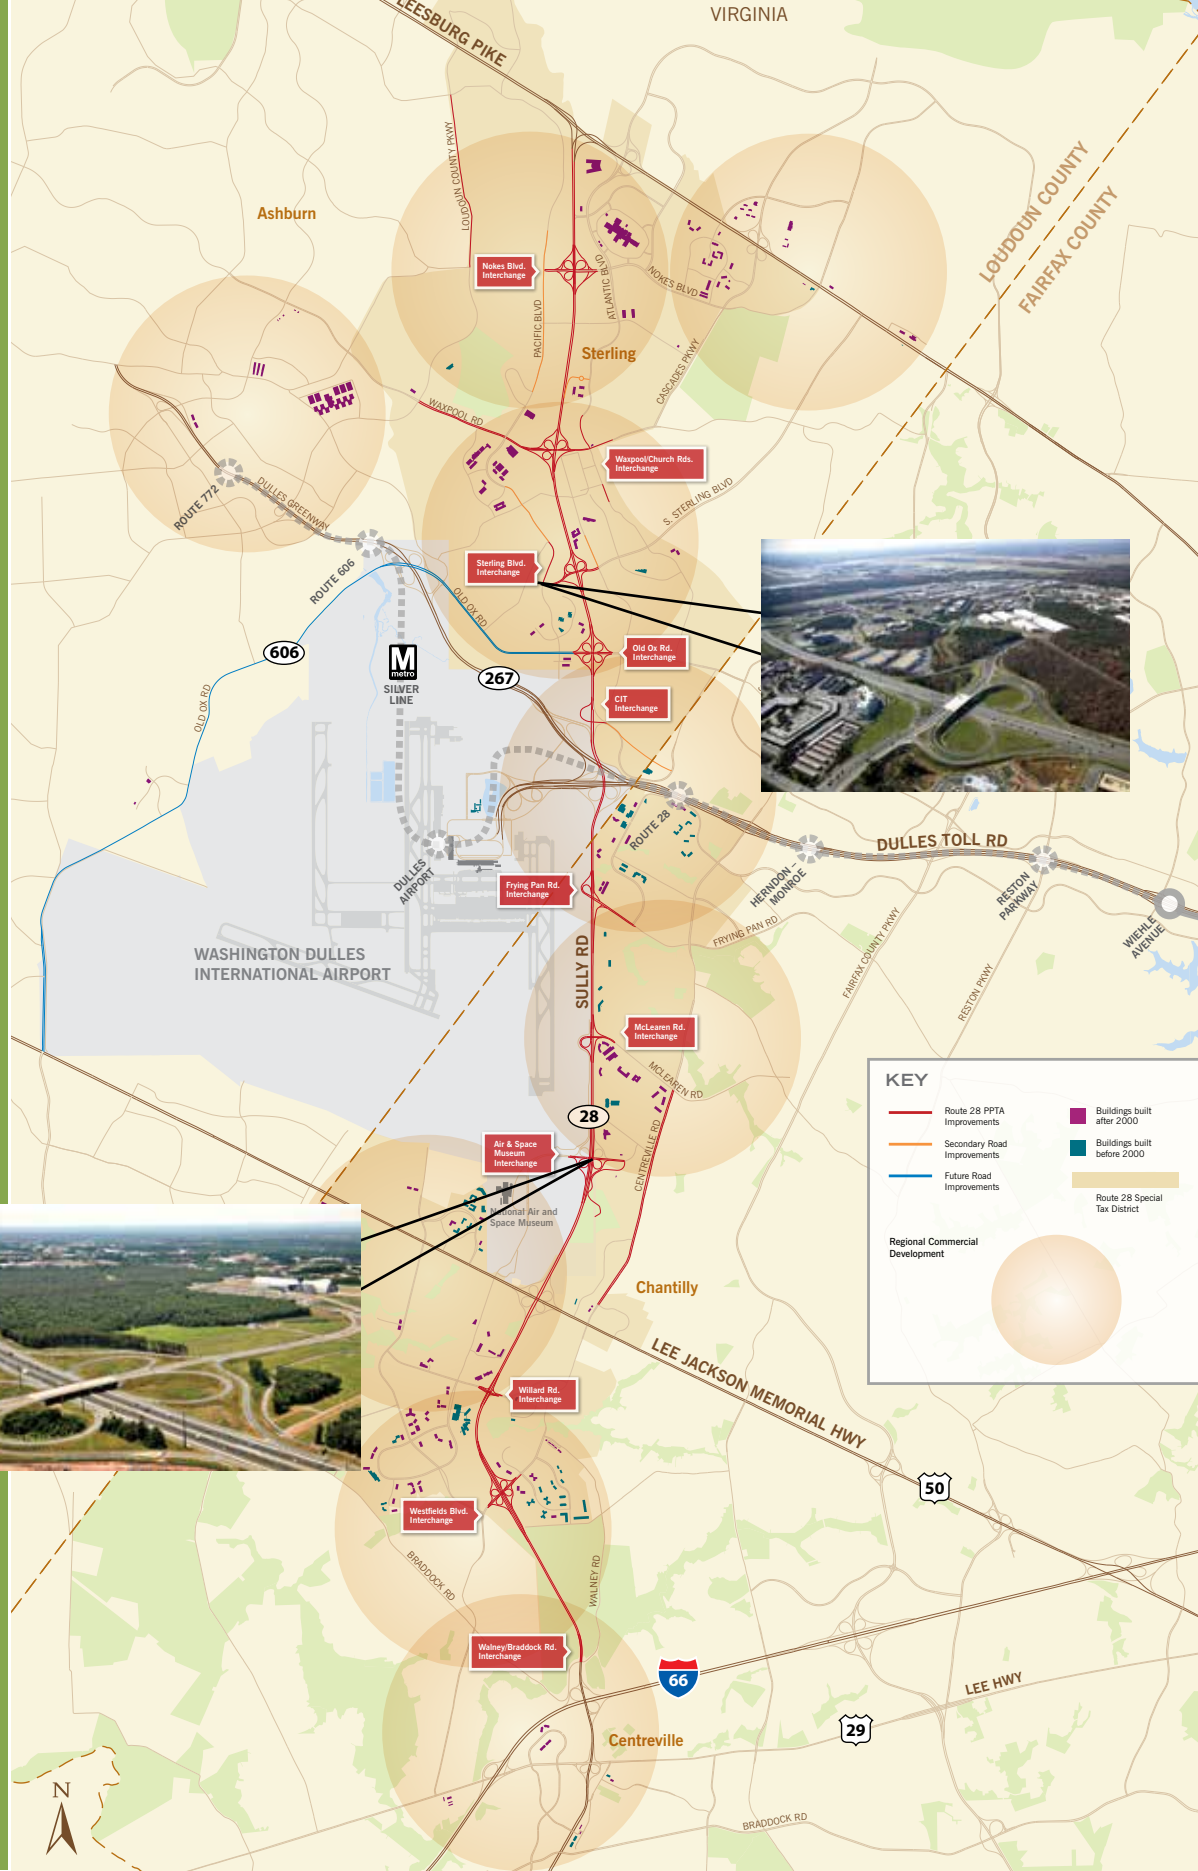 VIRGINIA
LEESBURG PIKE
LOUDOUN COUNTY PKWY
LOUDOUN COUNTY
FAIRFAX COUNTY
Ashburn
Nokes Blvd.
Interchange
ATLANTIC BLVD
NOKES BLVD
PACIFIC BLVD
Sterling
CASCADES PKWY
WAXPOOL RD
Waxpool/Church Rds.
Interchange
ROUTE 772
DULLES GREENWAY
S. STERLING BLVD
ROUTE 606
Sterling Blvd.
Interchange
OLD OX RD
606
M
metro
SILVER
LINE
267
Old Ox Rd.
Interchange
OLD OX RD
CIT
Interchange
ROUTE 28
DULLES TOLL RD
DULLES
AIRPORT
HERNDON –
MONROE
RESTON
PARKWAY
WIEHLE
AVENUE
Frying Pan Rd.
Interchange
FRYING PAN RD
FAIRFAX COUNTY PKWY
RESTON PKWY
WASHINGTON DULLES
INTERNATIONAL AIRPORT
SULLY RD
McLearen Rd.
Interchange
MCLEAREN RD
28
CENTREVILLE RD
Air & Space
Museum
Interchange
National Air and
Space Museum
KEY
Route 28 PPTA
Improvements
Secondary Road
Improvements
Future Road
Improvements
Buildings built
after 2000
Buildings built
before 2000
Route 28 Special
Tax District
Regional Commercial
Development
Chantilly
LEE JACKSON MEMORIAL HWY
Willard Rd.
Interchange
50
Westfields Blvd.
Interchange
BRADDOCK RD
WALNEY RD
Walney/Braddock Rd.
Interchange
66
LEE HWY
29
Centreville
BRADDOCK RD
N